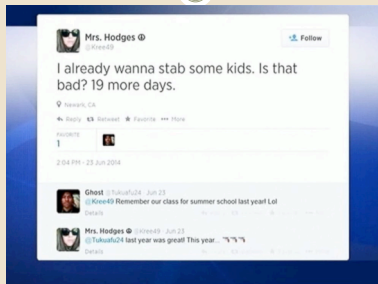 Mrs. Hodges ☮
@Kree49
Follow
I already wanna stab some kids. Is that
bad? 19 more days.
Newark, CA
Reply Retweet Favorite ••• More
FAVORITE
1
2:04 PM - 23 Jun 2014
Ghost @Tukuafu24 · Jun 23
@Kree49 Remember our class for summer school last year! Lol
Details
Mrs. Hodges ☮ @Kree49 · Jun 23
@Tukuafu24 last year was great! This year... 🔫🔫🔫
Details